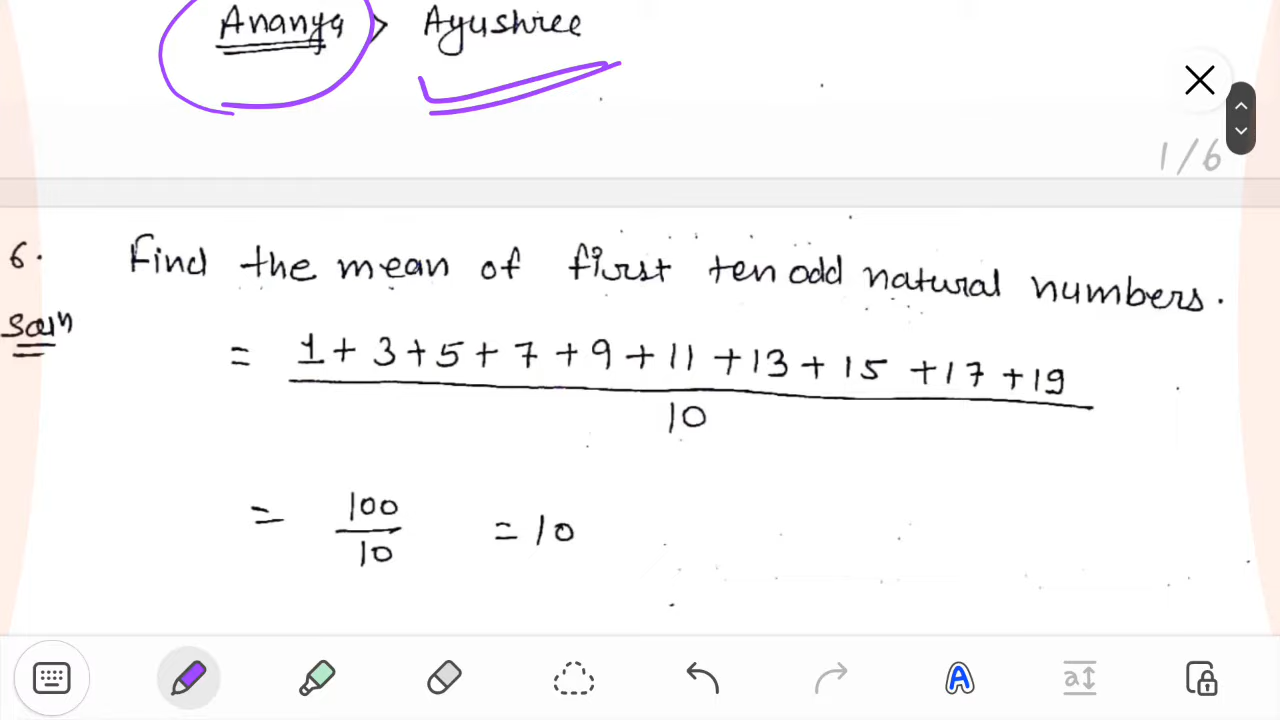 Ananya > Ayushree
1/6
6. Find the mean of first ten odd natural numbers.
Soln
= 1 + 3 + 5 + 7 + 9 + 11 + 13 + 15 + 17 + 19
10
= 100 = 10
10
A
a